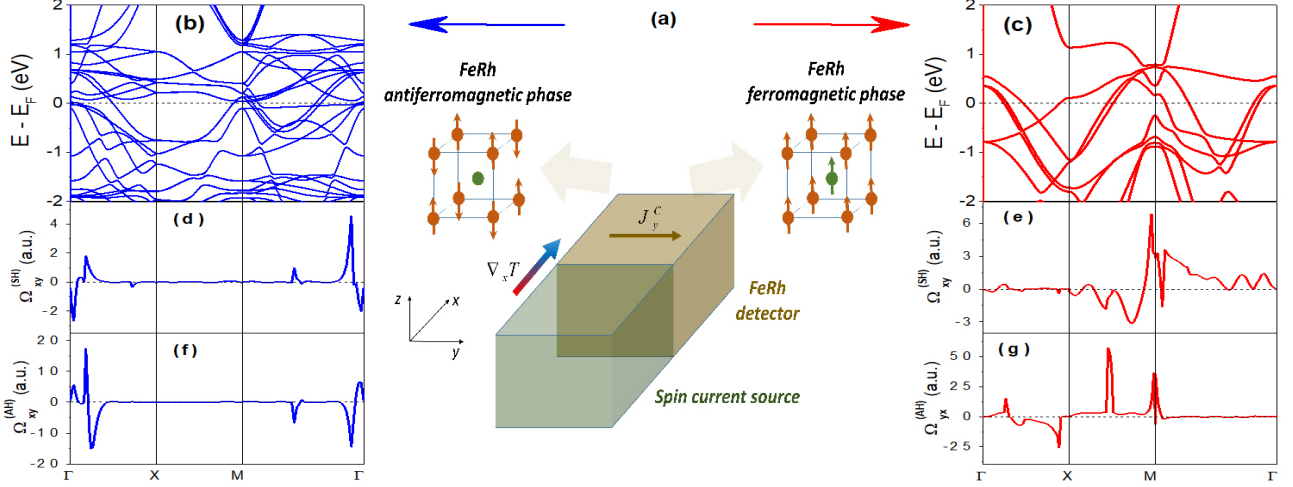 (b)
2
1
0
-1
-2
E - E_F (eV)
(d)
4
2
0
-2
Ω_xy^(SH) (a.u.)
(f)
20
10
0
-10
-20
Ω_xy^(AH) (a.u.)
Γ X M Γ
(a)
FeRh
antiferromagnetic phase
FeRh
ferromagnetic phase
J_y^C
∇_x T
z
x
y
FeRh
detector
Spin current source
(c)
2
1
0
-1
-2
E - E_F (eV)
(e)
6
3
0
-3
Ω_xy^(SH) (a.u.)
(g)
50
25
0
-25
Ω_yx^(AH) (a.u.)
Γ X M Γ